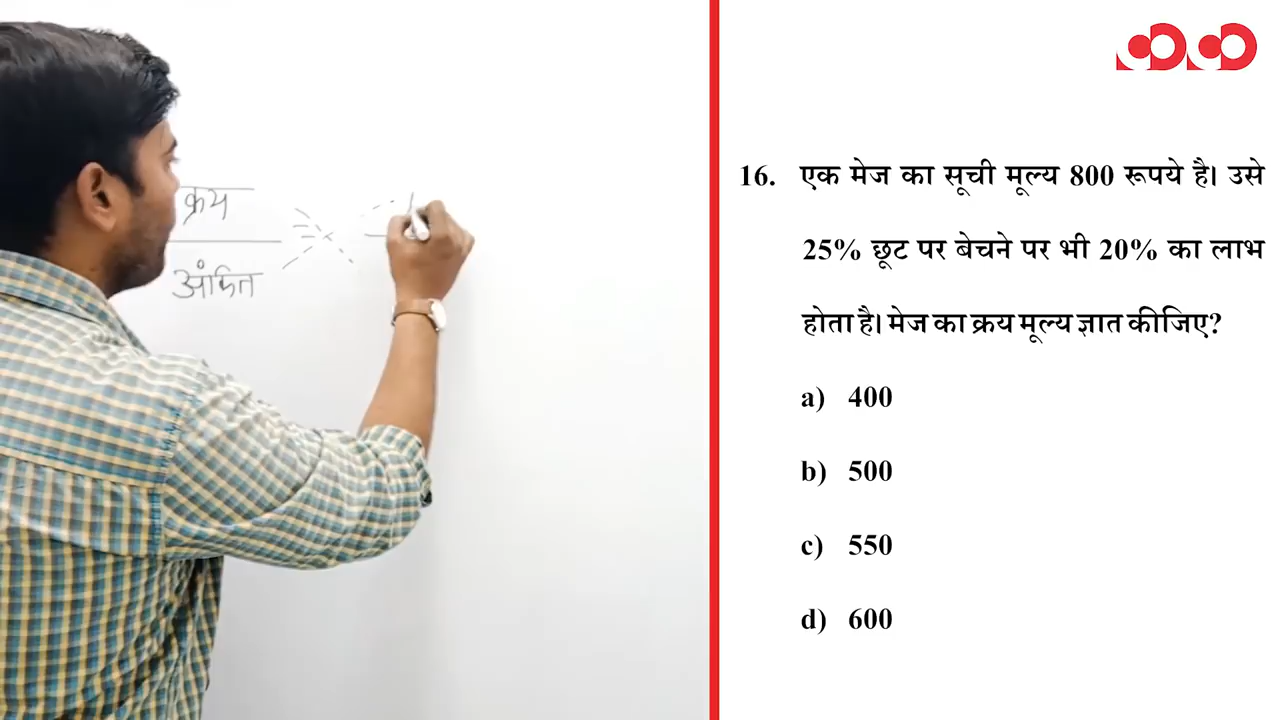 क्रय
अंकित
16. एक मेज का सूची मूल्य 800 रूपये है। उसे
25% छूट पर बेचने पर भी 20% का लाभ
होता है। मेज का क्रय मूल्य ज्ञात कीजिए?
a) 400
b) 500
c) 550
d) 600